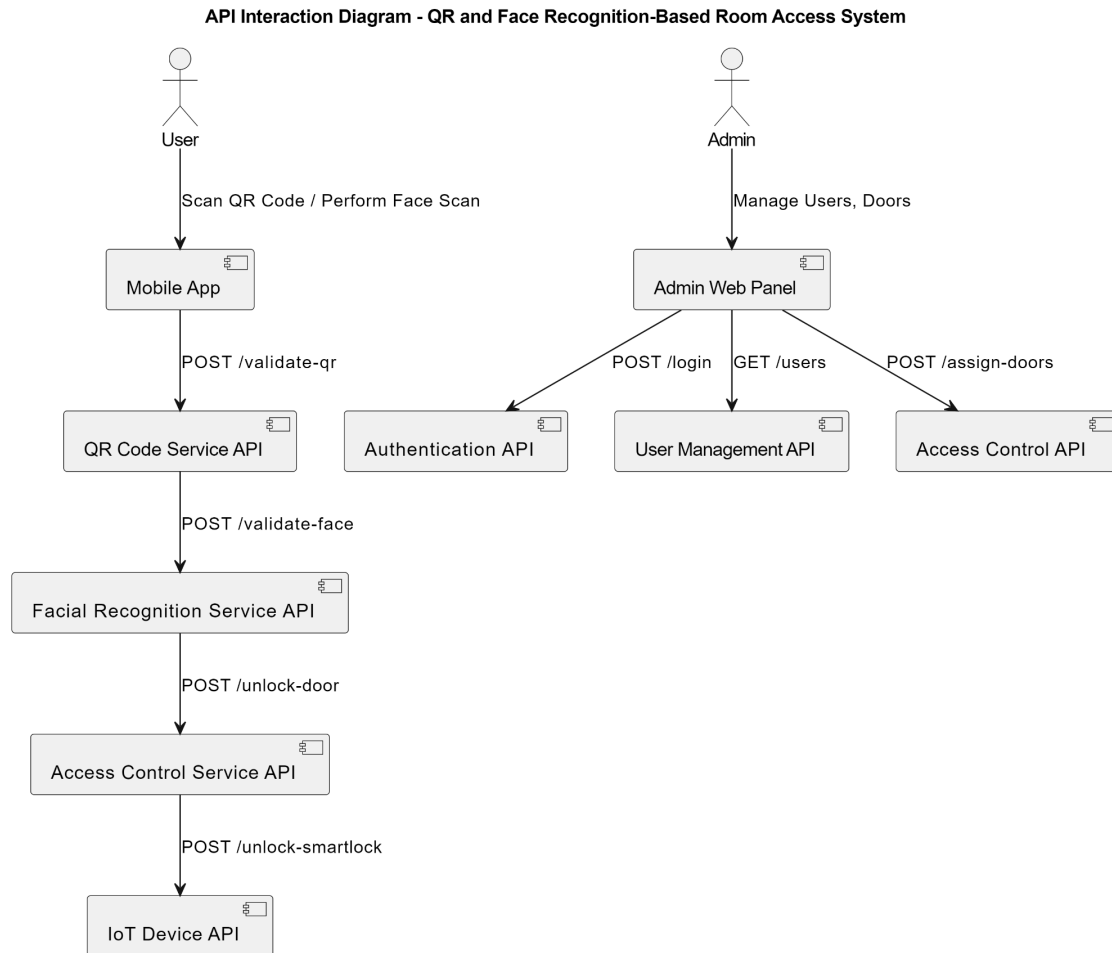 API Interaction Diagram - QR and Face Recognition-Based Room Access System
User
Admin
Scan QR Code / Perform Face Scan
Manage Users, Doors
Mobile App
Admin Web Panel
POST /validate-qr
POST /login
GET /users
POST /assign-doors
QR Code Service API
Authentication API
User Management API
Access Control API
POST /validate-face
Facial Recognition Service API
POST /unlock-door
Access Control Service API
POST /unlock-smartlock
IoT Device API